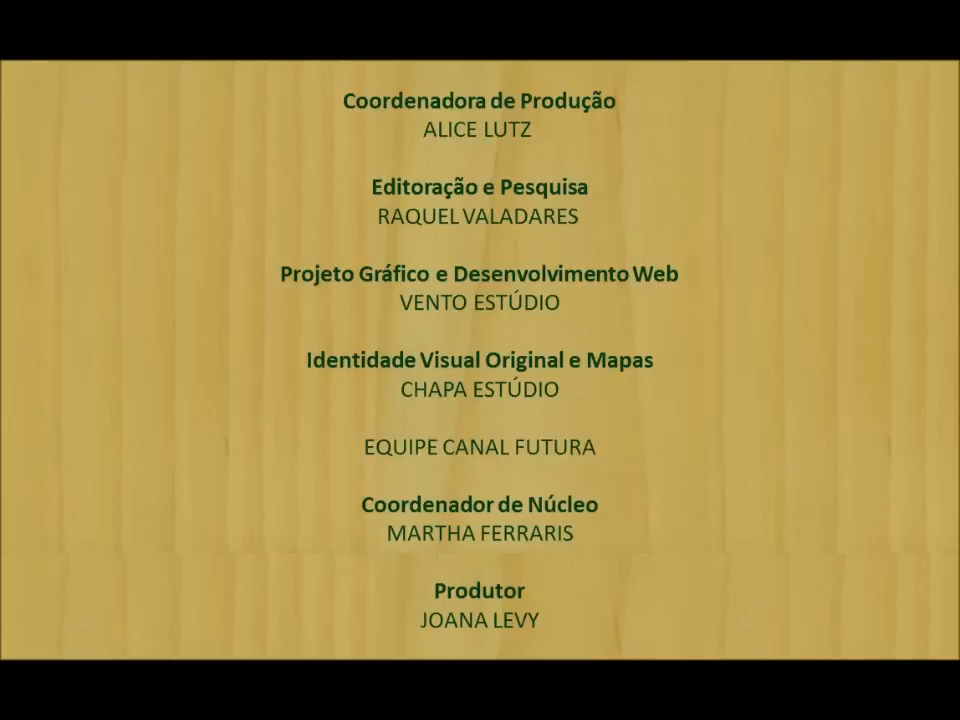 Coordenadora de Produção
ALICE LUTZ
Editoração e Pesquisa
RAQUEL VALADARES
Projeto Gráfico e Desenvolvimento Web
VENTO ESTÚDIO
Identidade Visual Original e Mapas
CHAPA ESTÚDIO
EQUIPE CANAL FUTURA
Coordenador de Núcleo
MARTHA FERRARIS
Produtor
JOANA LEVY